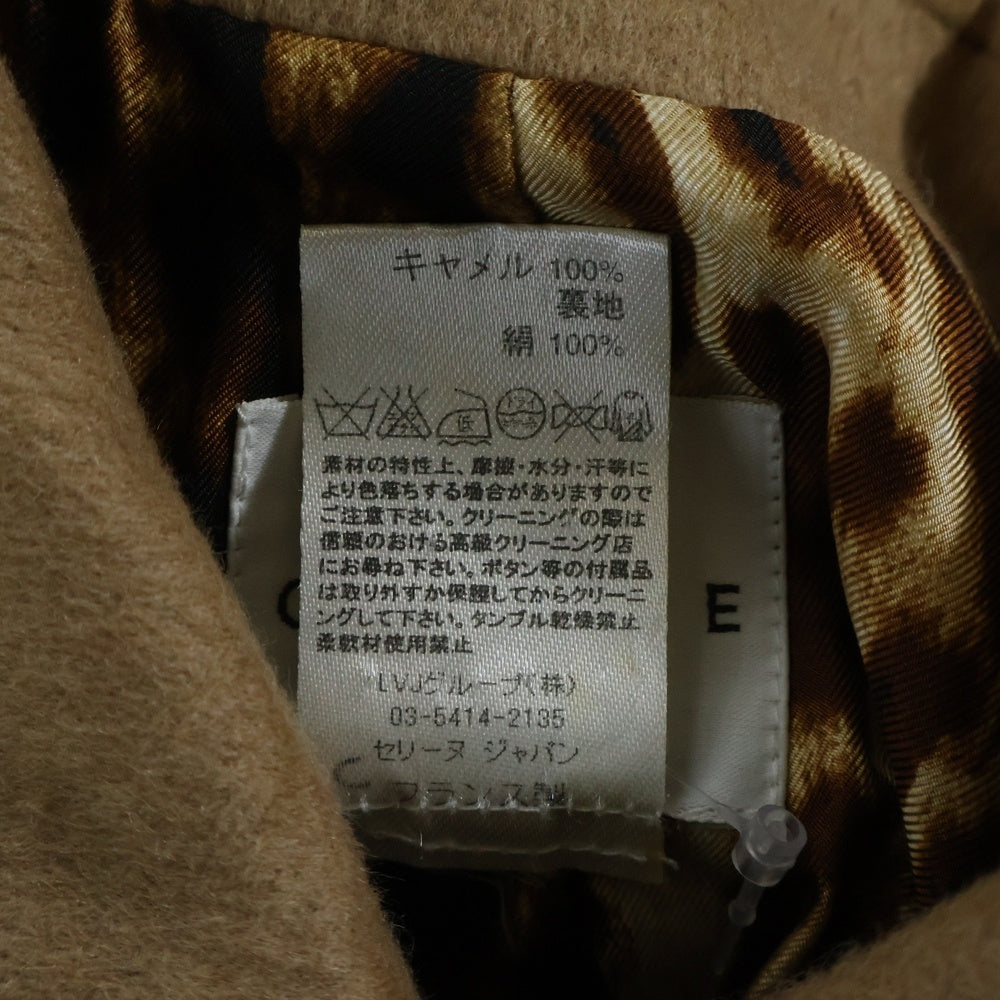 キャメル 100%
裏地
絹 100%
素材の特性上、摩擦・水分・汗等に
より色落ちする場合がありますので
ご注意下さい。クリーニングの際は
信頼のおける高級クリーニング店
にお尋ね下さい。ボタン等の付属品
は取り外すか保護してからクリーニ
ングして下さい。タンブル乾燥禁止
柔軟材使用禁止
LVJグループ(株)
03-5414-2135
セリーヌ ジャパン
フランス製
C E